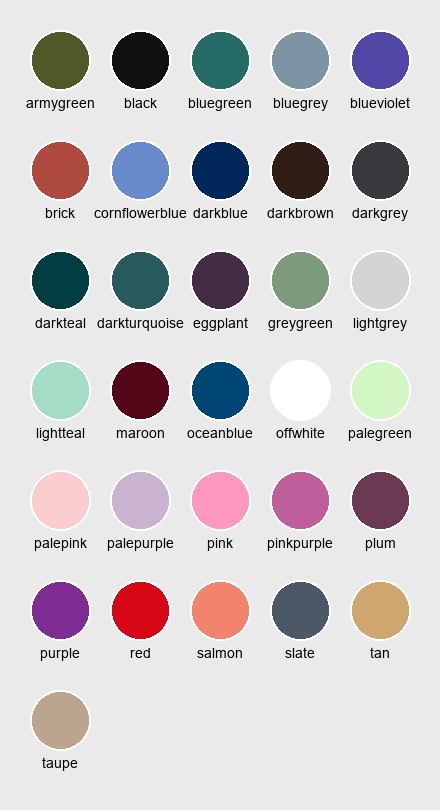 armygreen black bluegreen bluegrey blueviolet
brick cornflowerblue darkblue darkbrown darkgrey
darkteal darkturquoise eggplant greygreen lightgrey
lightteal maroon oceanblue offwhite palegreen
palepink palepurple pink pinkpurple plum
purple red salmon slate tan
taupe